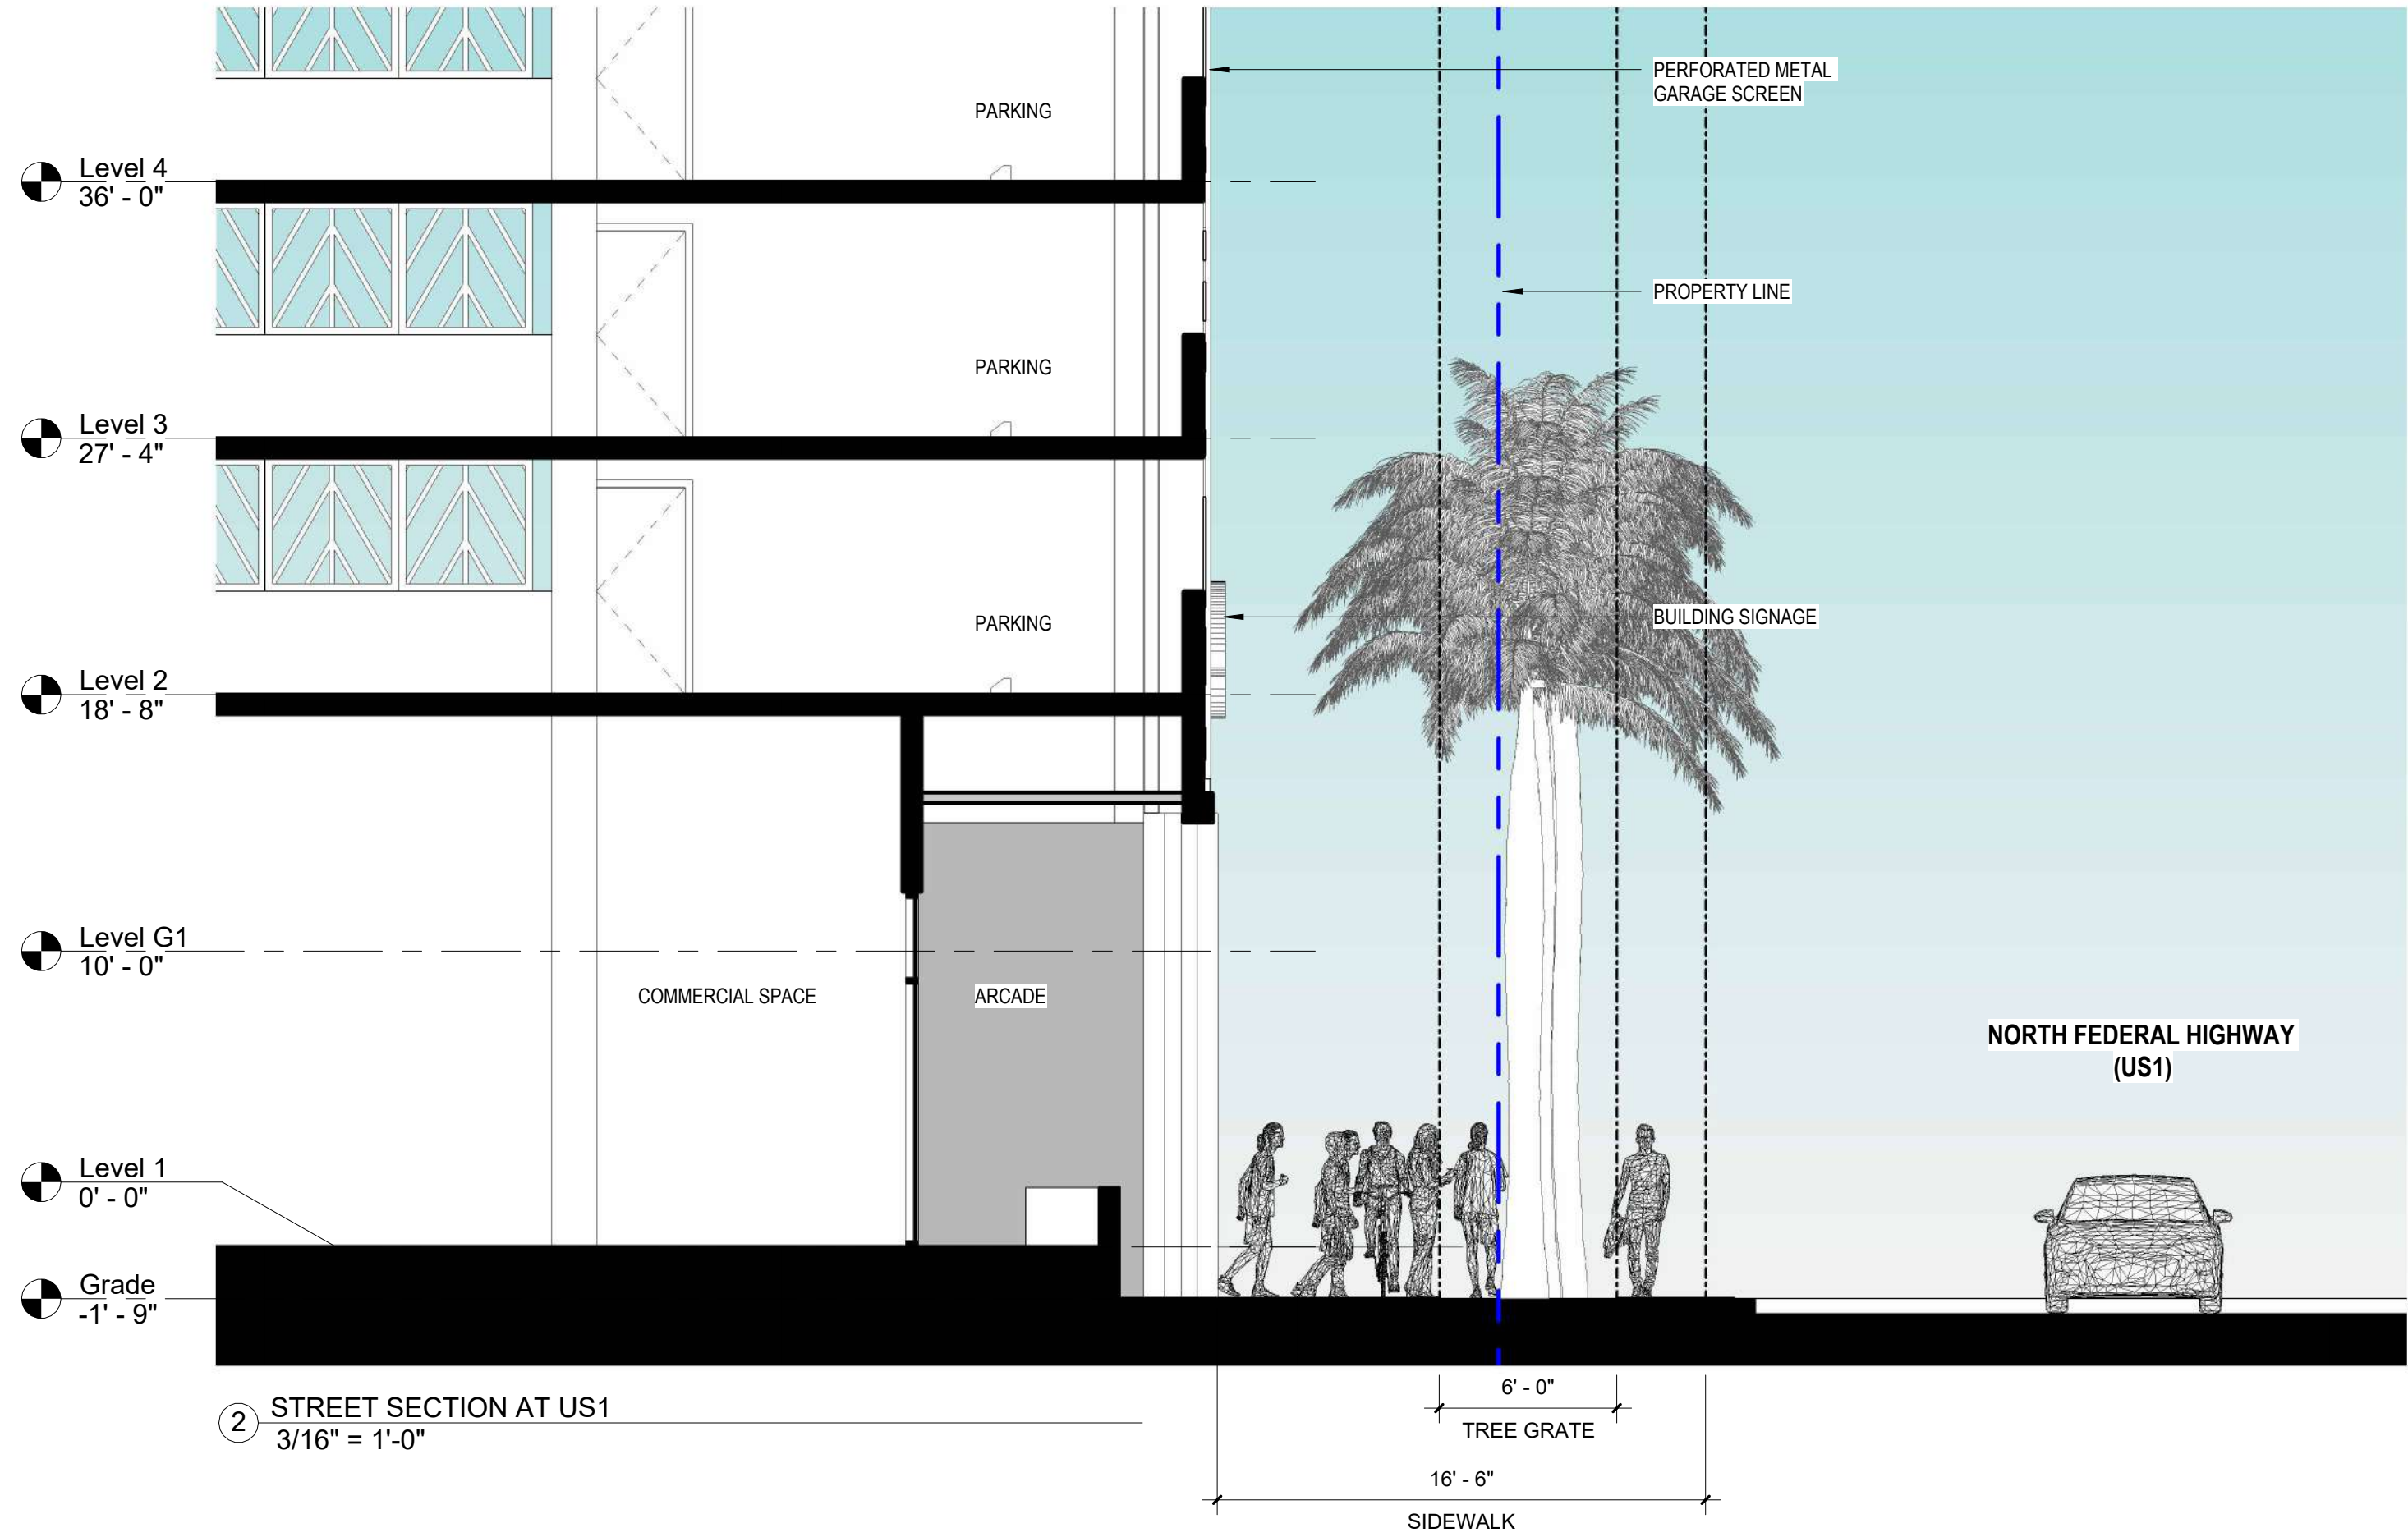 PERFORATED METAL
GARAGE SCREEN
PARKING
Level 4
36' - 0"
PROPERTY LINE
PARKING
Level 3
27' - 4"
BUILDING SIGNAGE
PARKING
Level 2
18' - 8"
Level G1
10' - 0"
COMMERCIAL SPACE
ARCADE
NORTH FEDERAL HIGHWAY
(US1)
Level 1
0' - 0"
Grade
-1' - 9"
6' - 0"
TREE GRATE
2
STREET SECTION AT US1
3/16" = 1'-0"
16' - 6"
SIDEWALK